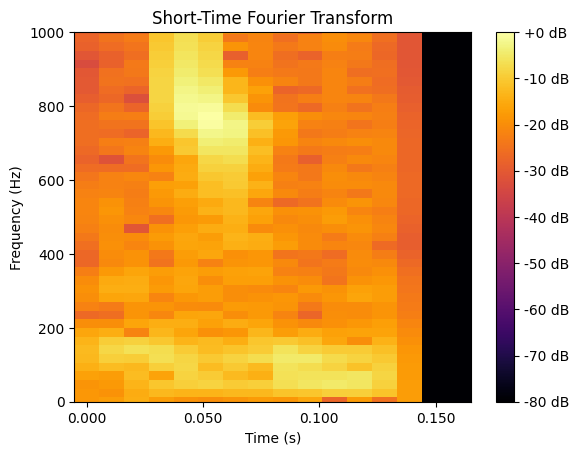 Short-Time Fourier Transform
1000
800
600
400
200
0
Frequency (Hz)
0.000
0.050
0.100
0.150
Time (s)
+0 dB
-10 dB
-20 dB
-30 dB
-40 dB
-50 dB
-60 dB
-70 dB
-80 dB